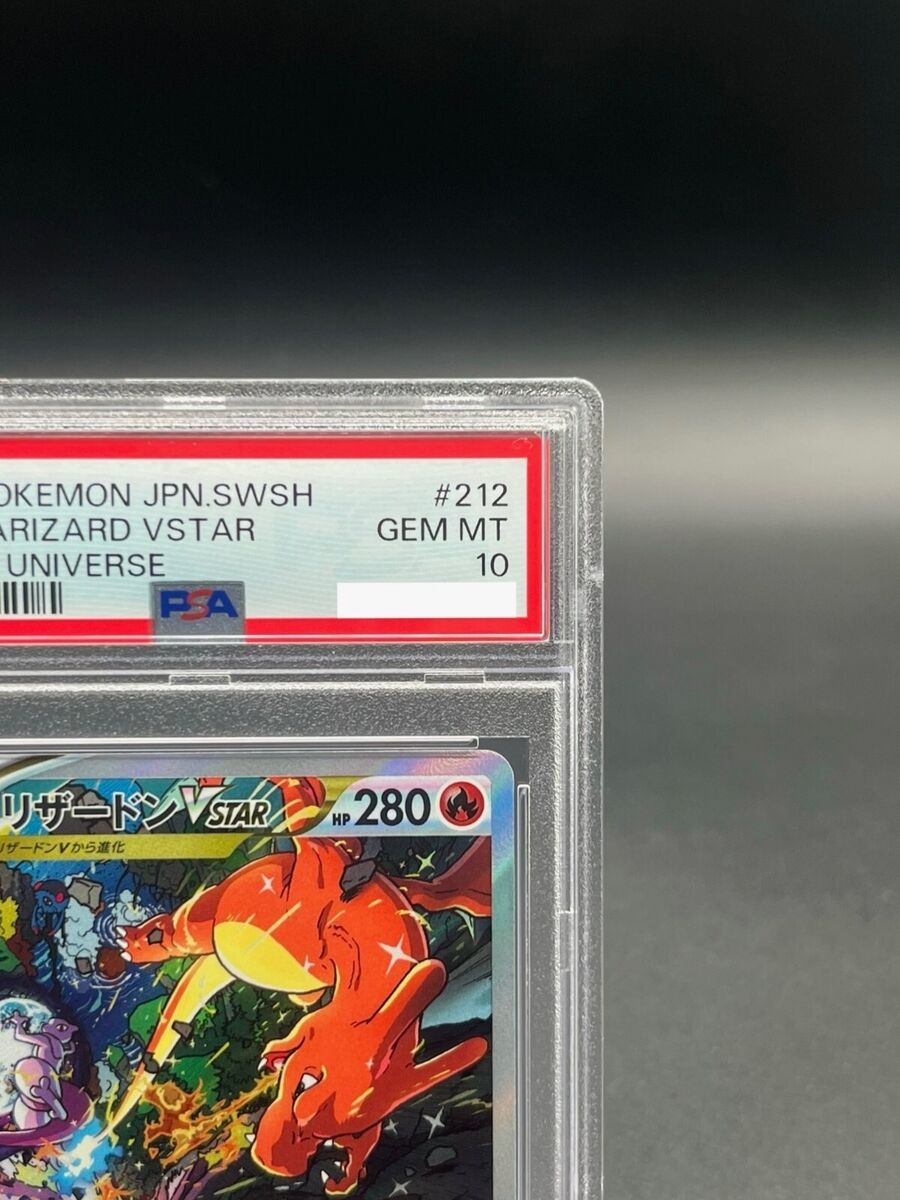 OKEMON JPN.SWSH #212
ARIZARD VSTAR GEM MT
UNIVERSE 10
PSA
リザードンVSTAR HP 280
リザードンVから進化